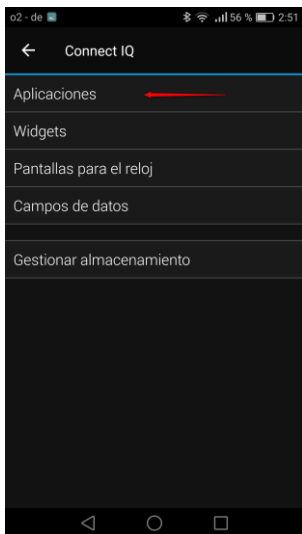 o2 - de 56 % 2:51
Connect IQ
Aplicaciones
Widgets
Pantallas para el reloj
Campos de datos
Gestionar almacenamiento